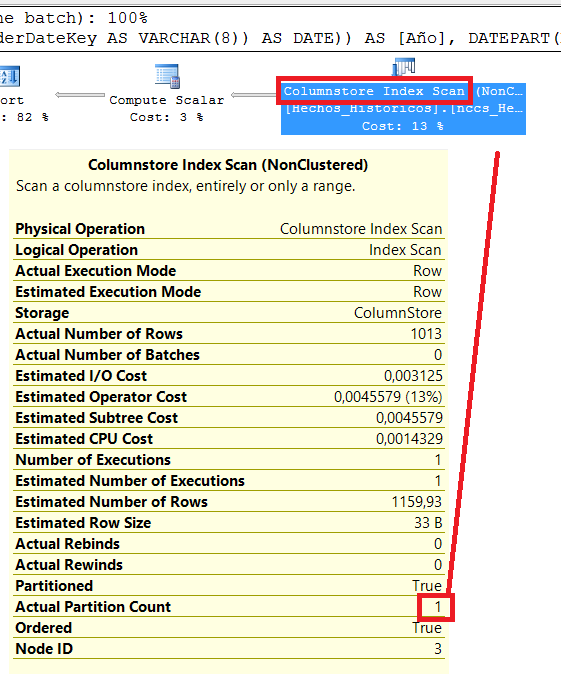 ne batch): 100%
derDateKey AS VARCHAR(8)) AS DATE)) AS [Año], DATEPART(
ort
: 82 %
Compute Scalar
Cost: 3 %
Columnstore Index Scan (NonC…
[Hechos_Historicos].[nccs_He…
Cost: 13 %
Columnstore Index Scan (NonClustered)
Scan a columnstore index, entirely or only a range.
Physical Operation Columnstore Index Scan
Logical Operation Index Scan
Actual Execution Mode Row
Estimated Execution Mode Row
Storage ColumnStore
Actual Number of Rows 1013
Actual Number of Batches 0
Estimated I/O Cost 0,003125
Estimated Operator Cost 0,0045579 (13%)
Estimated Subtree Cost 0,0045579
Estimated CPU Cost 0,0014329
Number of Executions 1
Estimated Number of Executions 1
Estimated Number of Rows 1159,93
Estimated Row Size 33 B
Actual Rebinds 0
Actual Rewinds 0
Partitioned True
Actual Partition Count 1
Ordered True
Node ID 3